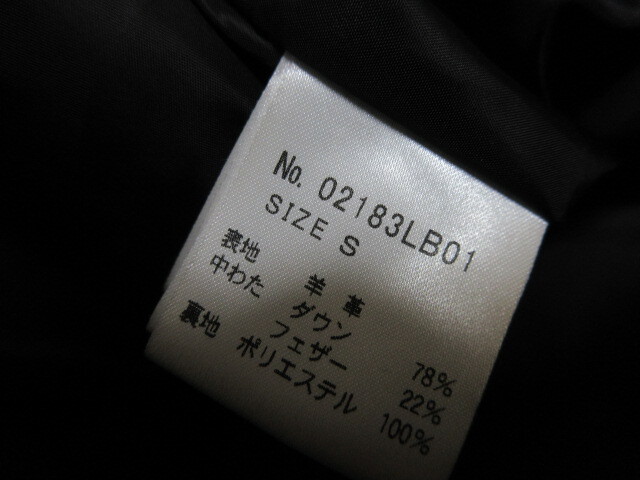 No. 02183LB01
SIZE S
表地 羊 革
中わた ダウン 78%
フェザー 22%
裏地 ポリエステル 100%